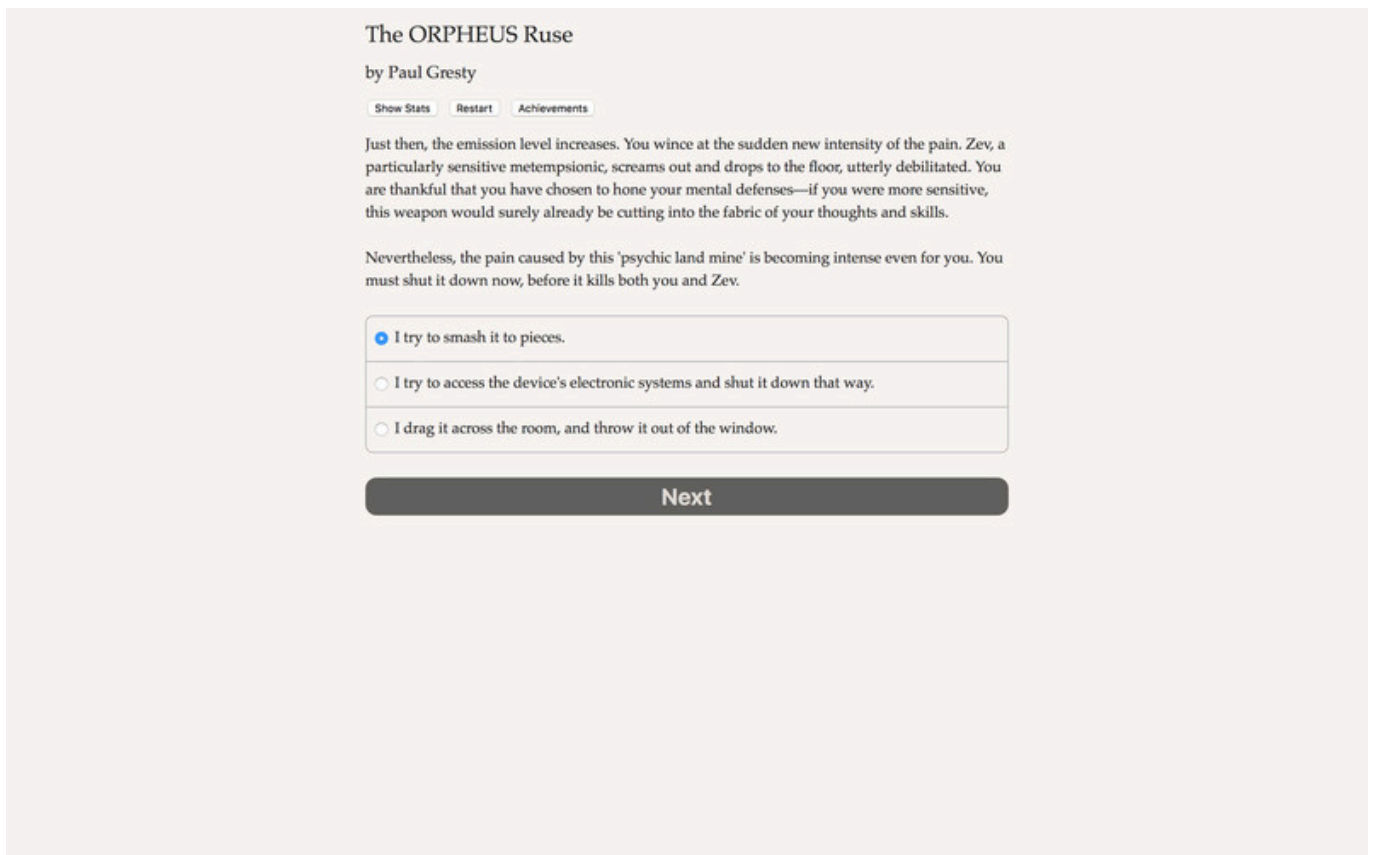 The ORPHEUS Ruse
by Paul Gresty
Show Stats Restart Achievements
Just then, the emission level increases. You wince at the sudden new intensity of the pain. Zev, a
particularly sensitive metempsionic, screams out and drops to the floor, utterly debilitated. You
are thankful that you have chosen to hone your mental defenses—if you were more sensitive,
this weapon would surely already be cutting into the fabric of your thoughts and skills.
Nevertheless, the pain caused by this 'psychic land mine' is becoming intense even for you. You
must shut it down now, before it kills both you and Zev.
I try to smash it to pieces.
I try to access the device's electronic systems and shut it down that way.
I drag it across the room, and throw it out of the window.
Next